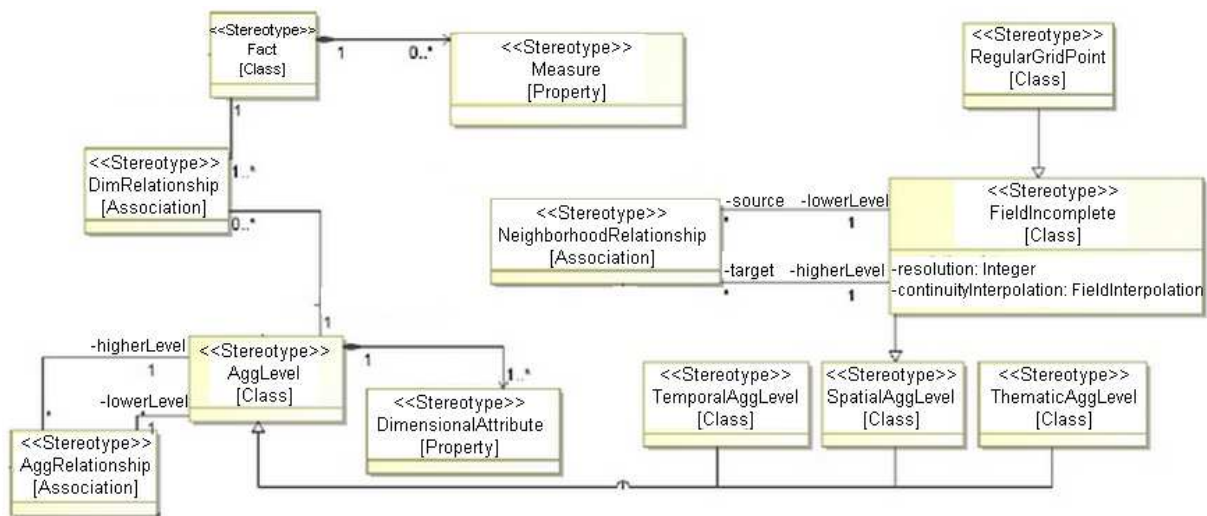 <<Stereotype>>
Fact
[Class]
1
0..*
<<Stereotype>>
Measure
[Property]
<<Stereotype>>
RegularGridPoint
[Class]
1
1..*
<<Stereotype>>
DimRelationship
[Association]
0..*
<<Stereotype>>
NeighborhoodRelationship
[Association]
-source
-lowerLevel
*
1
-target
-higherLevel
*
1
<<Stereotype>>
FieldIncomplete
[Class]
-resolution: Integer
-continuityInterpolation: FieldInterpolation
1
-higherLevel
1
*
-lowerLevel
*
1
<<Stereotype>>
AggLevel
[Class]
1
1..*
<<Stereotype>>
DimensionalAttribute
[Property]
<<Stereotype>>
TemporalAggLevel
[Class]
<<Stereotype>>
SpatialAggLevel
[Class]
<<Stereotype>>
ThematicAggLevel
[Class]
<<Stereotype>>
AggRelationship
[Association]